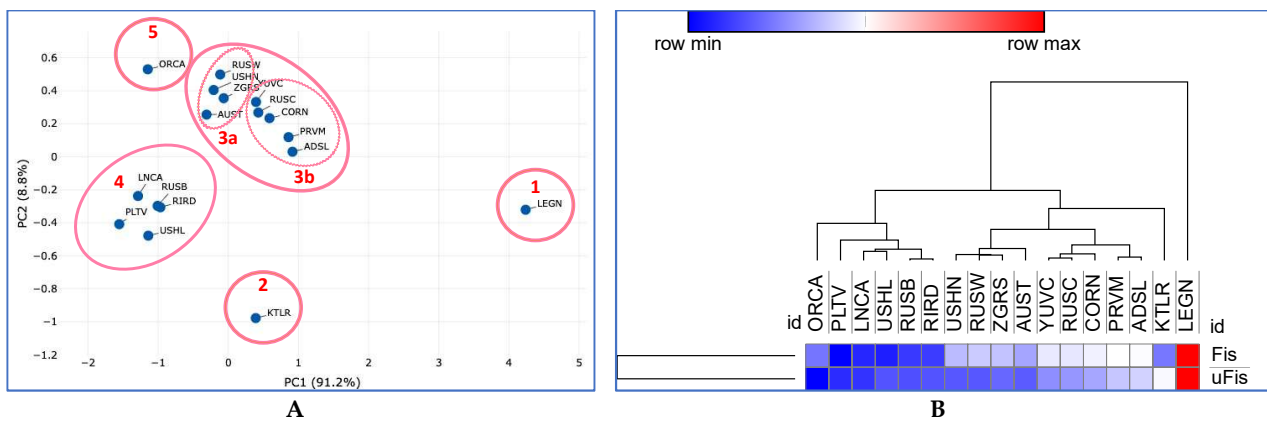 5
ORCA
0.6
RUSW
USHN
YUVC
ZGRS
0.4
RUSC
AUST
CORN
0.2
3a
PRVM
ADSL
0
3b
LNCA
4
RUSB
RIRD
−0.2
1
LEGN
PLTV
−0.4
USHL
−0.6
2
−0.8
KTLR
−1
−1.2
−2 −1 0 1 2 3 4 5
PC1 (91.2%)
PC2 (8.8%)
A
row min row max
id ORCA PLTV LNCA USHL RUSB RIRD USHN RUSW ZGRS AUST YUVC RUSC CORN PRVM ADSL KTLR LEGN id
Fis
uFis
B